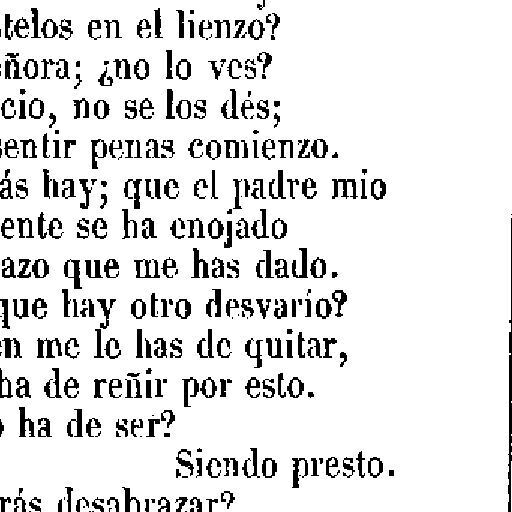 telos en el lienzo?
ñora; ¿no lo ves?
cio, no se los dés;
sentir penas comienzo.
ás hay; que el padre mio
ente se ha enojado
azo que me has dado.
que hay otro desvarío?
en me le has de quitar,
ha de reñir por esto.
ha de ser?
Siendo presto.
rás desabrazar?